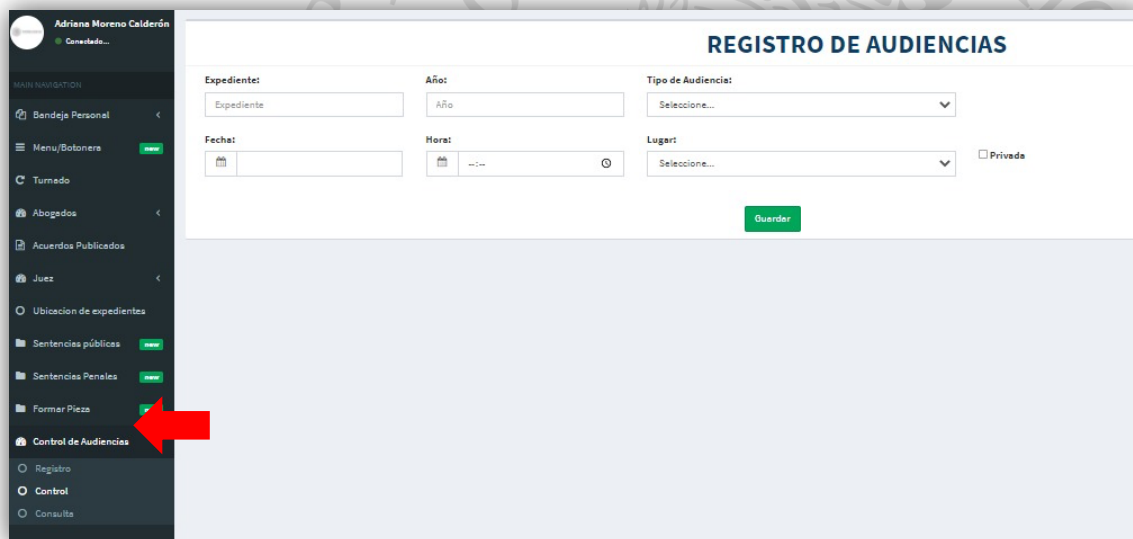 Adriana Moreno Calderón
Conectado...
MAIN NAVIGATION
Bandeja Personal
Menu/Botonera new
Turnado
Abogados
Acuerdos Publicados
Juez
Ubicacion de expedientes
Sentencias públicas new
Sentencias Penales new
Formar Pieza
Control de Audiencias
Registro
Control
Consulta
REGISTRO DE AUDIENCIAS
Expediente: Año: Tipo de Audiencia:
Expediente Año Seleccione...
Fecha: Hora: Lugar:
--:-- Seleccione... Privada
Guardar